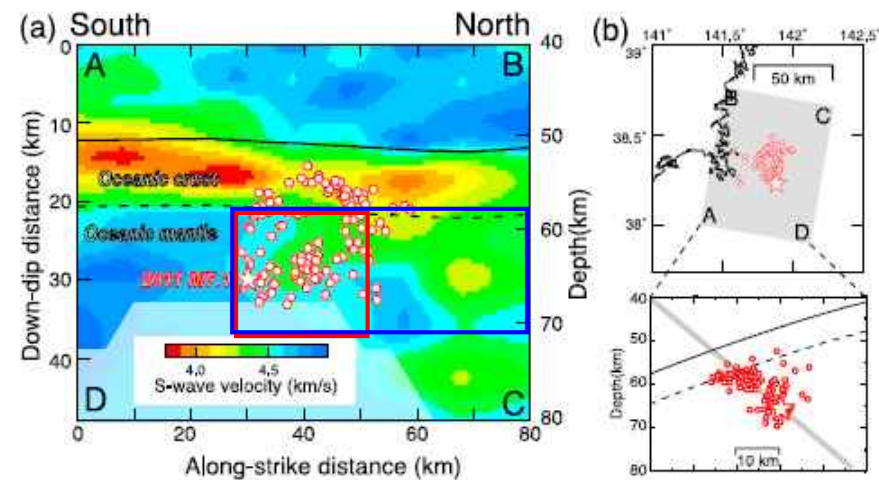 (a) South North
A B
Oceanic crust
Oceanic mantle
D C
4.0 4.5
S-wave velocity (km/s)
0
10
20
30
40
Down-dip distance (km)
40
50
60
70
80
Depth(km)
0 20 40 60 80
Along-strike distance (km)
(b)
141° 141.5° 142° 142.5°
39°
38.5°
38°
50 km
C
A
D
40
50
60
70
80
Depth(km)
10 km